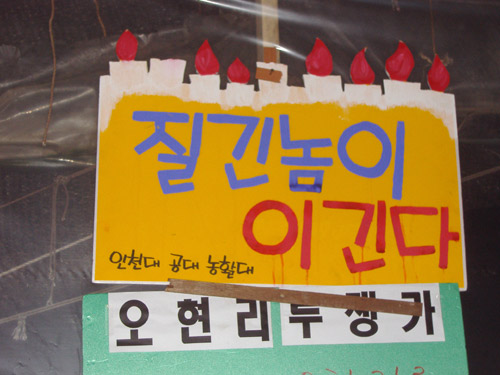 질긴놈이
이긴다
인천대 공대 농활대
오현리투쟁가